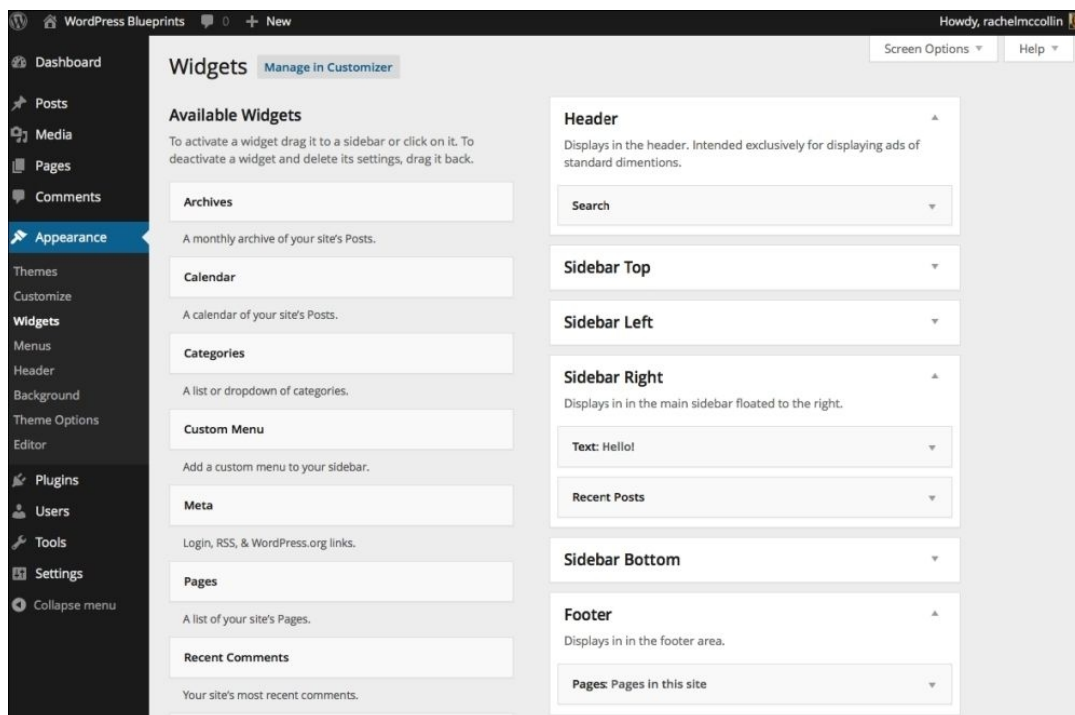 WordPress Blueprints 0 + New
Howdy, rachelmccollin
Screen Options
Help
Dashboard
Posts
Media
Pages
Comments
Appearance
Themes
Customize
Widgets
Menus
Header
Background
Theme Options
Editor
Plugins
Users
Tools
Settings
Collapse menu
Widgets Manage in Customizer
Available Widgets
To activate a widget drag it to a sidebar or click on it. To
deactivate a widget and delete its settings, drag it back.
Archives
A monthly archive of your site's Posts.
Calendar
A calendar of your site's Posts.
Categories
A list or dropdown of categories.
Custom Menu
Add a custom menu to your sidebar.
Meta
Login, RSS, & WordPress.org links.
Pages
A list of your site's Pages.
Recent Comments
Your site's most recent comments.
Header
Displays in the header. Intended exclusively for displaying ads of
standard dimentions.
Search
Sidebar Top
Sidebar Left
Sidebar Right
Displays in in the main sidebar floated to the right.
Text: Hello!
Recent Posts
Sidebar Bottom
Footer
Displays in in the footer area.
Pages: Pages in this site